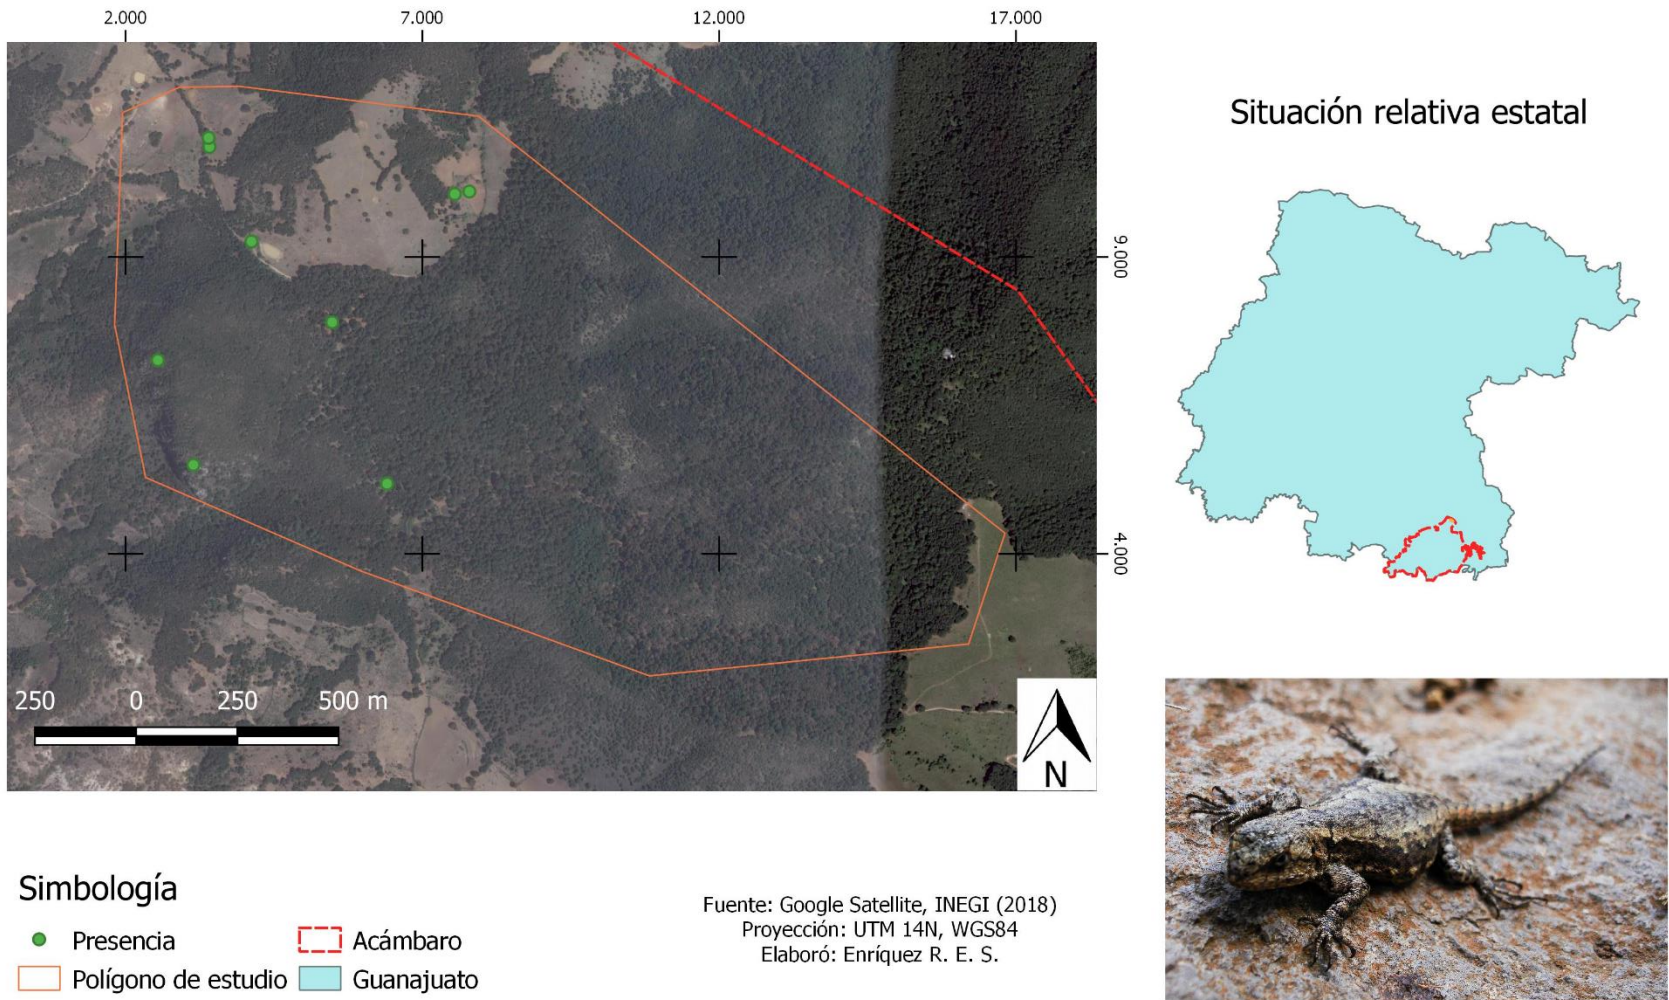 2.000 7.000 12.000 17.000
Situación relativa estatal
9.000
4.000
250 0 250 500 m
N
Simbología
Presencia
Acámbaro
Polígono de estudio
Guanajuato
Fuente: Google Satellite, INEGI (2018)
Proyección: UTM 14N, WGS84
Elaboró: Enríquez R. E. S.